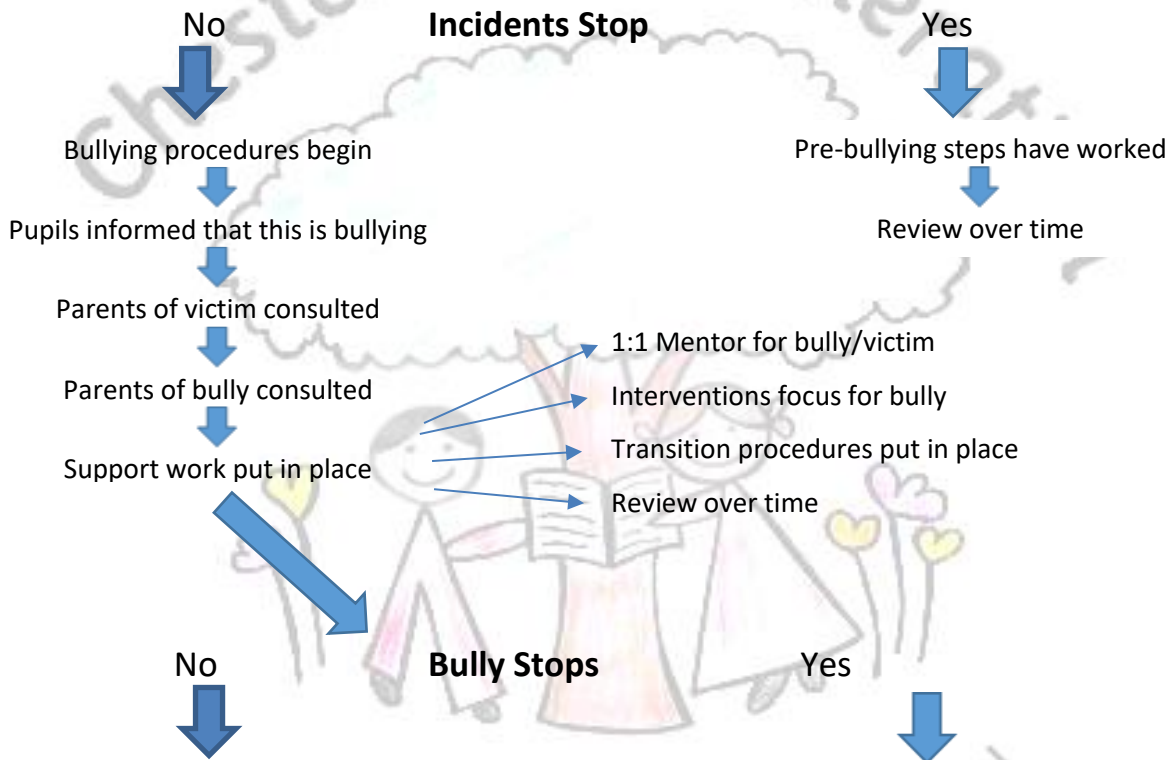 No Incidents Stop Yes
Bullying procedures begin
Pre-bullying steps have worked
Pupils informed that this is bullying
Review over time
Parents of victim consulted
Parents of bully consulted
Support work put in place
1:1 Mentor for bully/victim
Interventions focus for bully
Transition procedures put in place
Review over time
No Bully Stops Yes